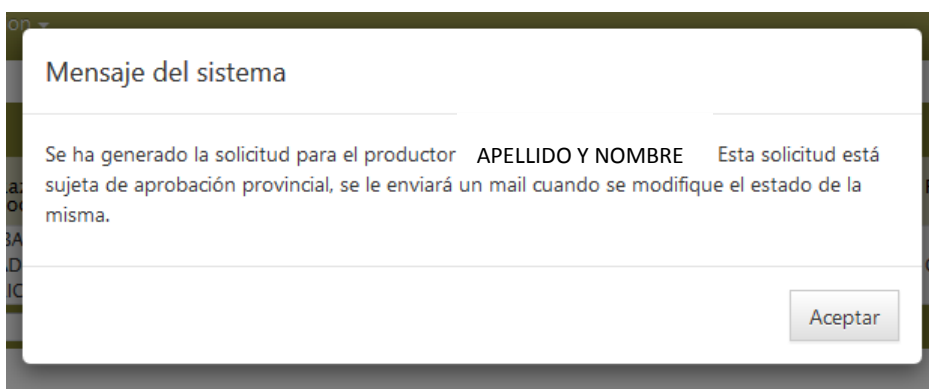 Mensaje del sistema
Se ha generado la solicitud para el productor APELLIDO Y NOMBRE Esta solicitud está
sujeta de aprobación provincial, se le enviará un mail cuando se modifique el estado de la
misma.
Aceptar